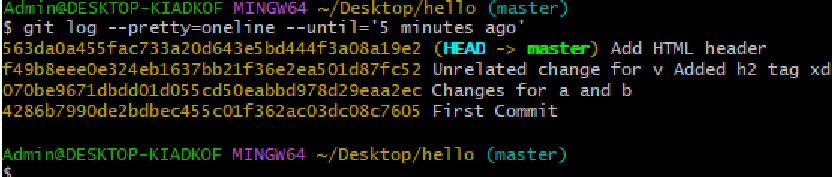 Admin@DESKTOP-KIADKOF MINGW64 ~/Desktop/hello (master)
$ git log --pretty=oneline --until='5 minutes ago'
563da0a455fac733a20d643e5bd444f3a08a19e2 (HEAD -> master) Add HTML header
f49b8eee0e324eb1637bb21f36e2ea501d87fc52 Unrelated change for v Added h2 tag xd
070be9671dbdd01d055cd50eabbd978d29eaa2ec Changes for a and b
4286b7990de2bdbec455c01f362ac03dc08c7605 First Commit
Admin@DESKTOP-KIADKOF MINGW64 ~/Desktop/hello (master)
$